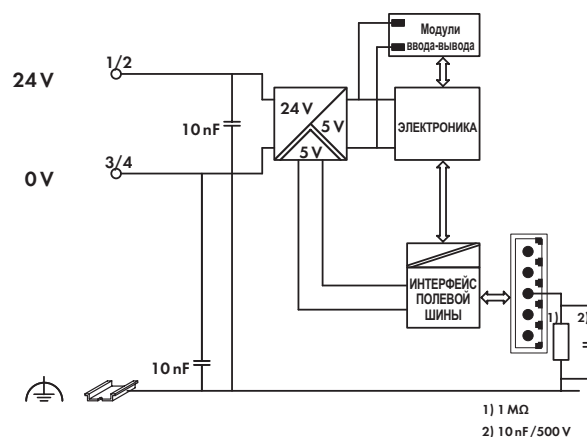 Модули
ввода-вывода
1/2
24 V
24 V
5 V
5 V
10 nF
ЭЛЕКТРОНИКА
3/4
0 V
ИНТЕРФЕЙС
ПОЛЕВОЙ
ШИНЫ
1)
2)
10 nF
1) 1 MΩ
2) 10 nF/500 V